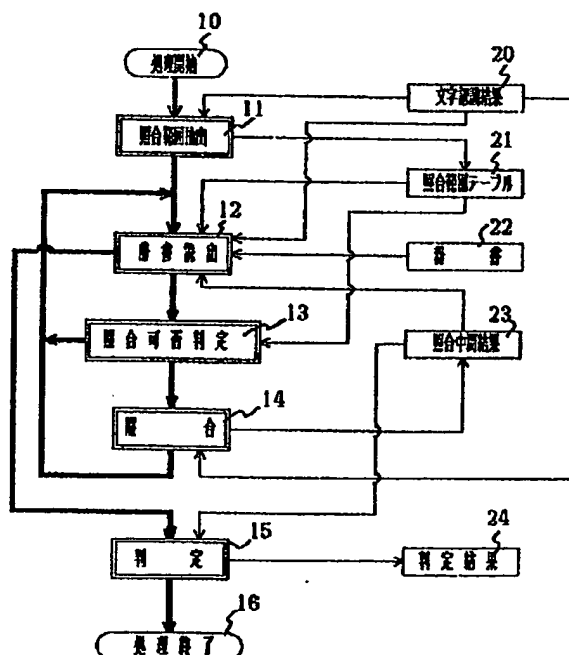 10
処理開始
20
文字認識結果
11
照合範囲抽出
21
照合範囲テーブル
12
辞書読出
22
辞書
13
照合可否判定
23
照合中間結果
14
照合
15
判定
24
判定結果
16
処理終了